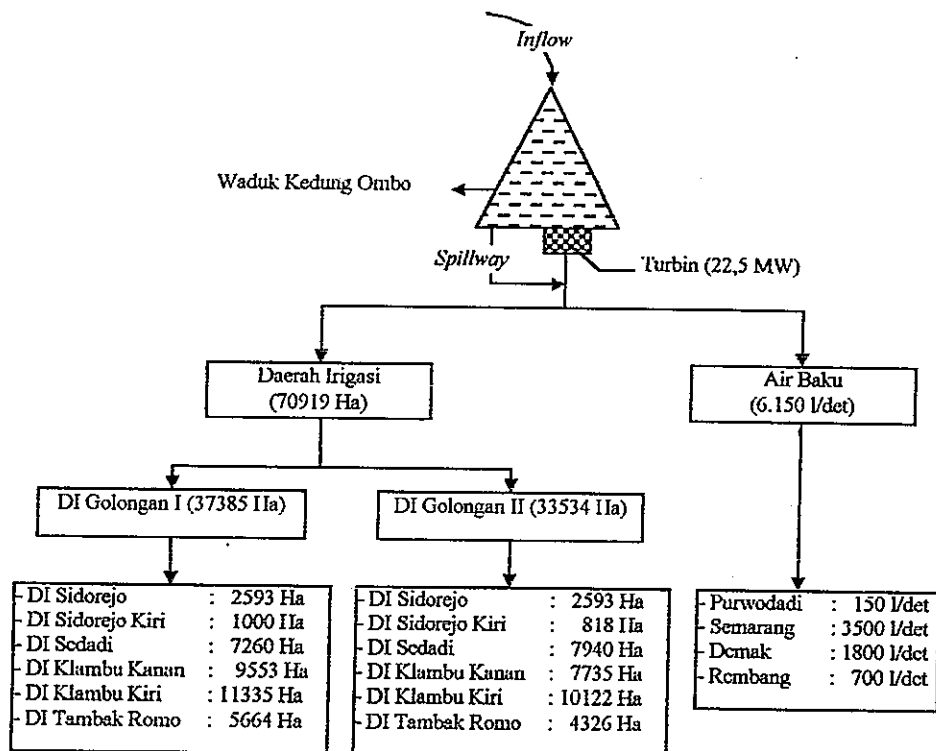 Inflow
Waduk Kedung Ombo
Spillway
Turbin (22,5 MW)
Daerah Irigasi
(70919 Ha)
Air Baku
(6.150 l/det)
DI Golongan I (37385 Ha)
DI Golongan II (33534 Ha)
- DI Sidorejo : 2593 Ha
- DI Sidorejo Kiri : 1000 Ha
- DI Sedadi : 7260 Ha
- DI Klambu Kanan : 9553 Ha
- DI Klambu Kiri : 11335 Ha
- DI Tambak Romo : 5664 Ha
- DI Sidorejo : 2593 Ha
- DI Sidorejo Kiri : 818 Ha
- DI Sedadi : 7940 Ha
- DI Klambu Kanan : 7735 Ha
- DI Klambu Kiri : 10122 Ha
- DI Tambak Romo : 4326 Ha
- Purwodadi : 150 l/det
- Semarang : 3500 l/det
- Demak : 1800 l/det
- Rembang : 700 l/det